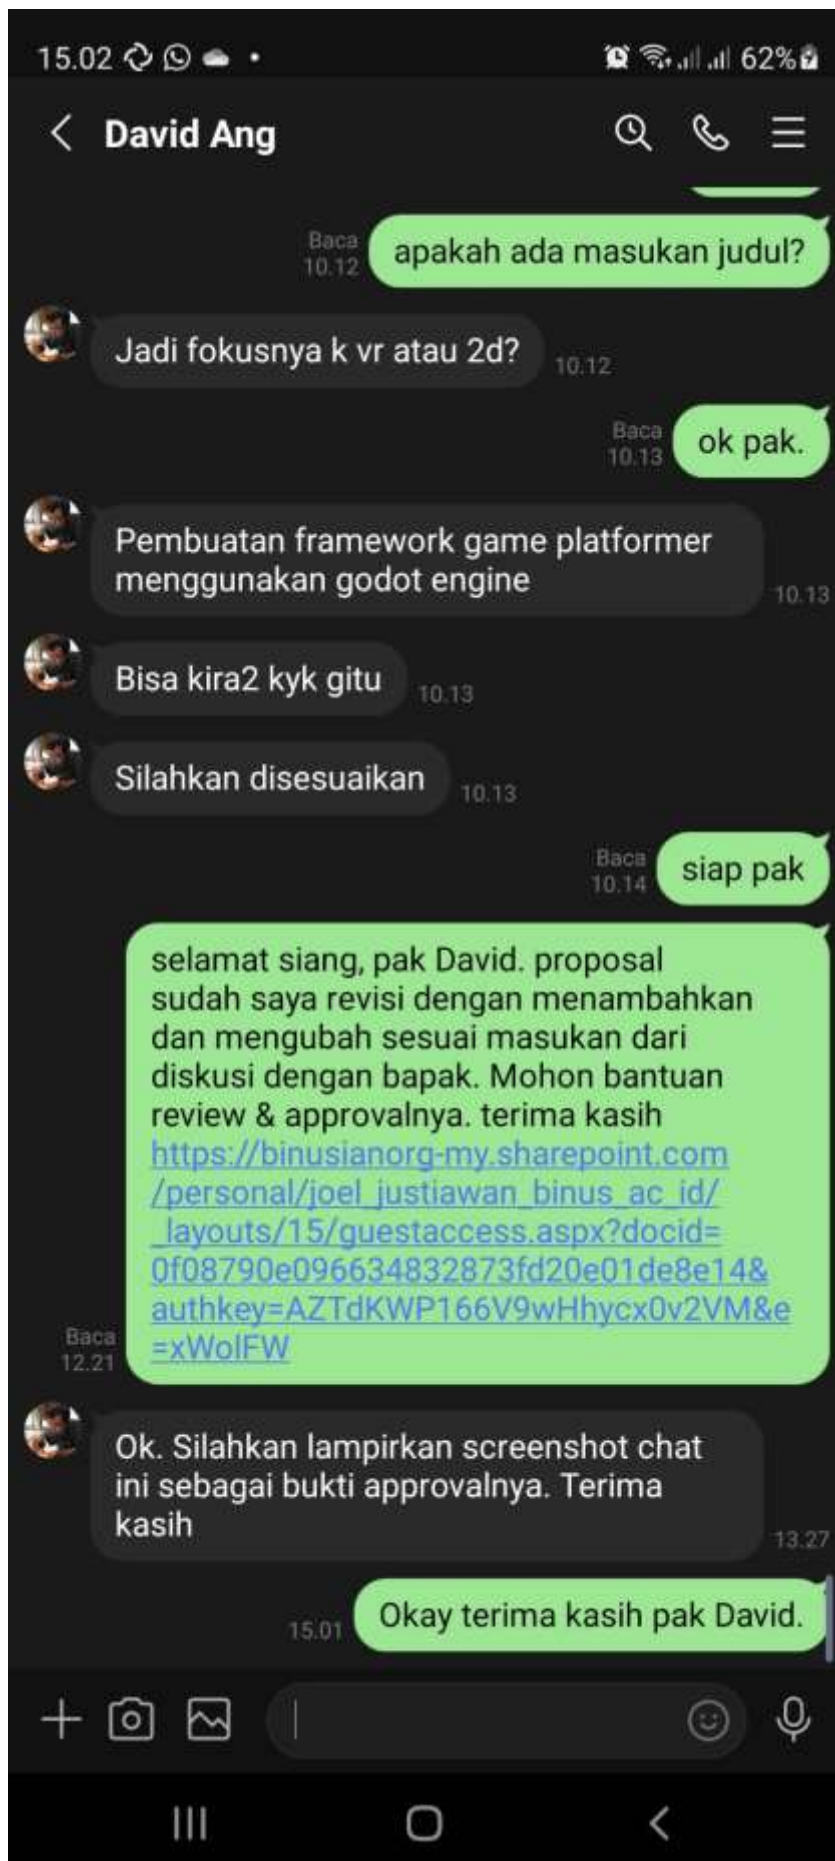 15.02
62%
David Ang
Baca
10.12
apakah ada masukan judul?
Jadi fokusnya k vr atau 2d?
10.12
Baca
10.13
ok pak.
Pembuatan framework game platformer
menggunakan godot engine
10.13
Bisa kira2 kyk gitu
10.13
Silahkan disesuaikan
10.13
Baca
10.14
siap pak
selamat siang, pak David. proposal
sudah saya revisi dengan menambahkan
dan mengubah sesuai masukan dari
diskusi dengan bapak. Mohon bantuan
review & approvalnya. terima kasih
https://binusianorg-my.sharepoint.com
/personal/joel_justiawan_binus_ac_id/
_layouts/15/guestaccess.aspx?docid=
0f08790e096634832873fd20e01de8e14&
authkey=AZTdKWP166V9wHhycx0v2VM&e
=xWolFW
Baca
12.21
Ok. Silahkan lampirkan screenshot chat
ini sebagai bukti approvalnya. Terima
kasih
13.27
15.01
Okay terima kasih pak David.